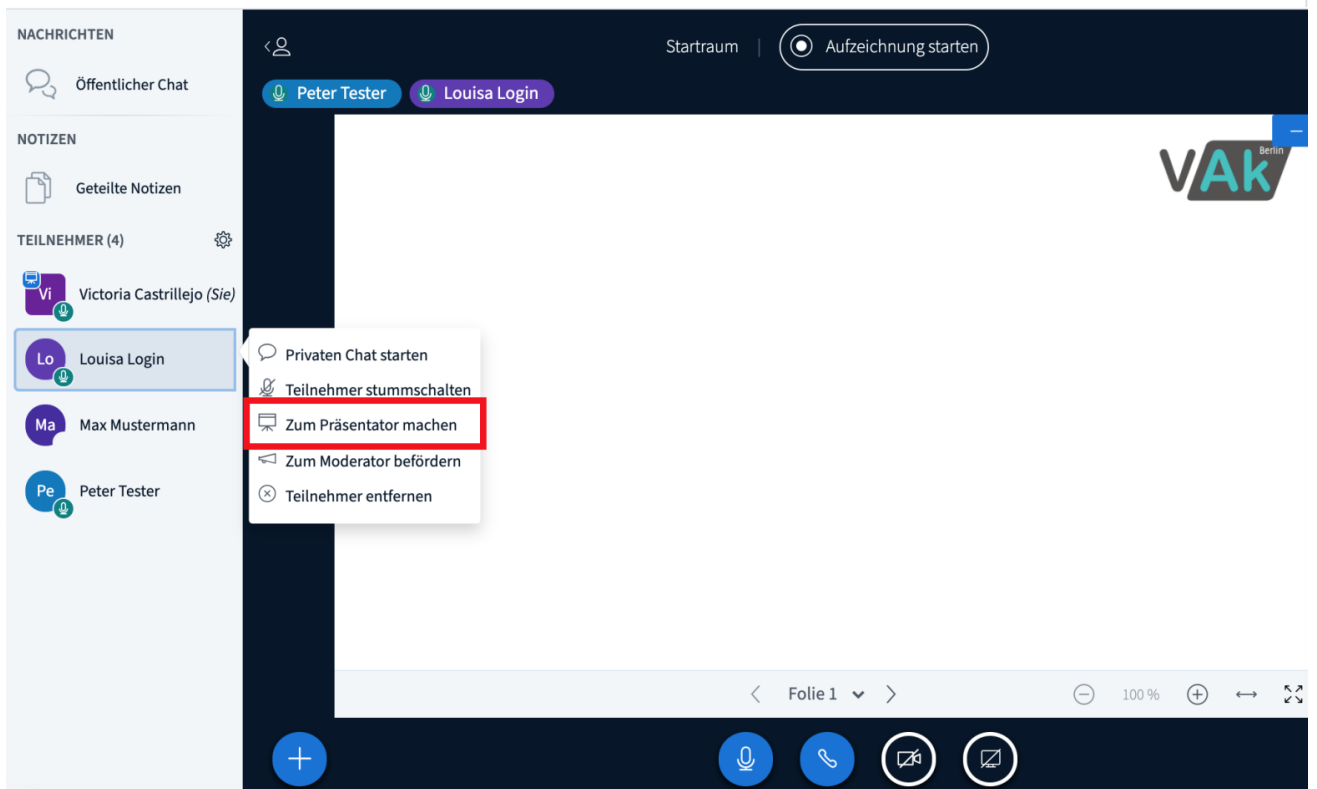 NACHRICHTEN
Öffentlicher Chat
NOTIZEN
Geteilte Notizen
TEILNEHMER (4)
Vi Victoria Castrillejo (Sie)
Lo Louisa Login
Ma Max Mustermann
Pe Peter Tester
Startraum | Aufzeichnung starten
Peter Tester Louisa Login
VAk Berlin
Privaten Chat starten
Teilnehmer stummschalten
Zum Präsentator machen
Zum Moderator befördern
Teilnehmer entfernen
Folie 1 100 %